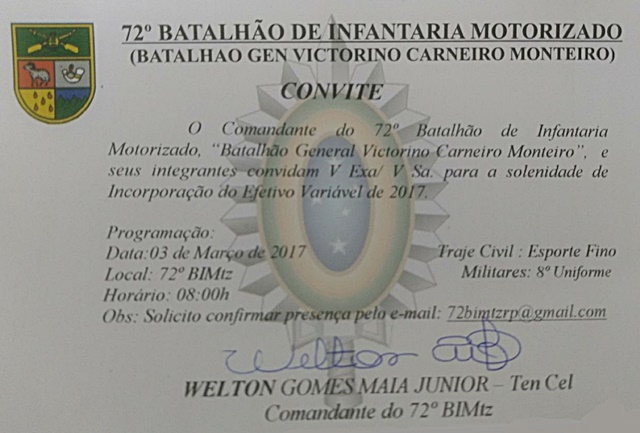 72º BATALHÃO DE INFANTARIA MOTORIZADO
(BATALHAO GEN VICTORINO CARNEIRO MONTEIRO)
CONVITE
O Comandante do 72º Batalhão de Infantaria
Motorizado, "Batalhão General Victorino Carneiro Monteiro", e
seus integrantes convidam V Exa/ V Sa. para a solenidade de
Incorporação do Efetivo Variável de 2017.
Programação:
Data:03 de Março de 2017
Traje Civil : Esporte Fino
Local: 72º BIMtz
Militares: 8º Uniforme
Horário: 08:00h
Obs: Solicito confirmar presença pelo e-mail: 72bimtzrp@gmail.com
WELTON GOMES MAIA JUNIOR – Ten Cel
Comandante do 72º BIMtz